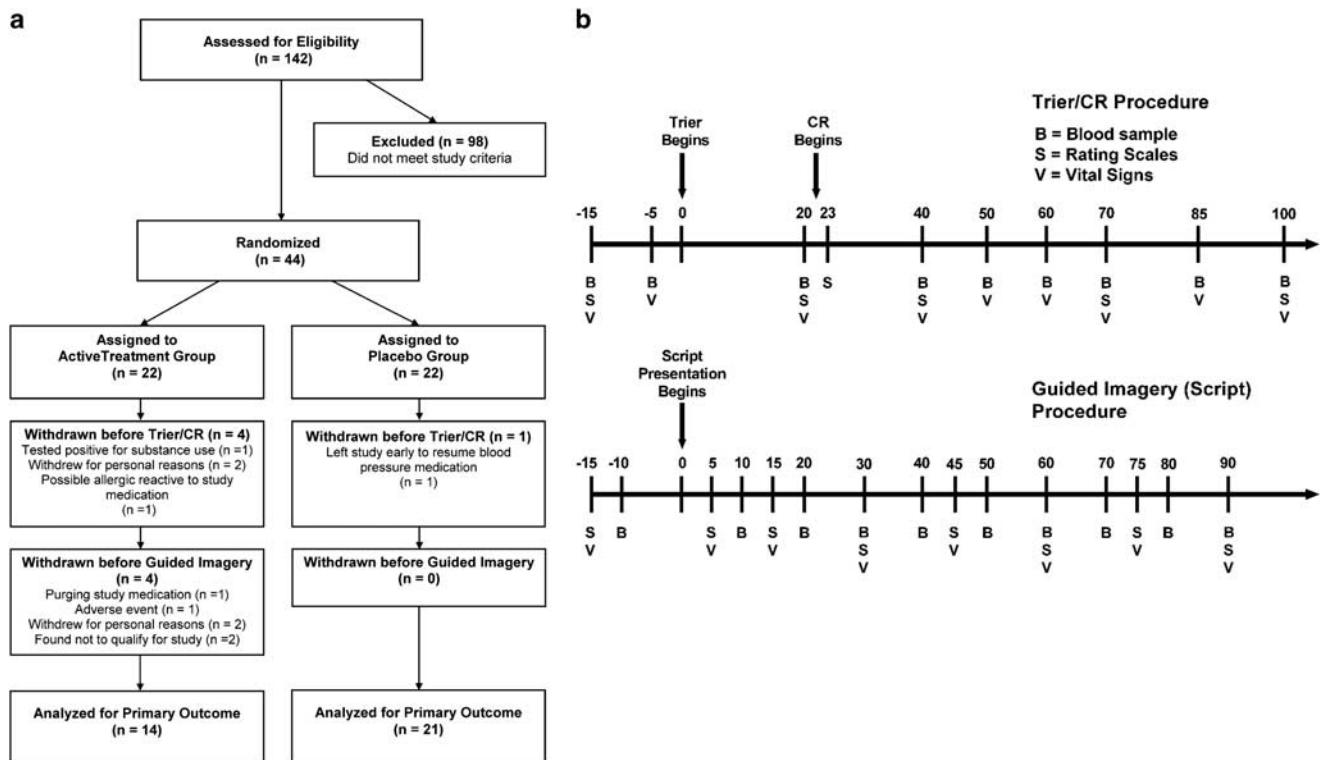 a
Assessed for Eligibility
(n = 142)
Excluded (n = 98)
Did not meet study criteria
Randomized
(n = 44)
Assigned to
ActiveTreatment Group
(n = 22)
Assigned to
Placebo Group
(n = 22)
Withdrawn before Trier/CR (n = 4)
Tested positive for substance use (n =1)
Withdrew for personal reasons (n = 2)
Possible allergic reactive to study
medication
(n =1)
Withdrawn before Trier/CR (n = 1)
Left study early to resume blood
pressure medication
(n = 1)
Withdrawn before Guided Imagery
(n = 4)
Purging study medication (n =1)
Adverse event (n = 1)
Withdrew for personal reasons (n = 2)
Found not to qualify for study (n =2)
Withdrawn before Guided Imagery
(n = 0)
Analyzed for Primary Outcome
(n = 14)
Analyzed for Primary Outcome
(n = 21)
b
Trier/CR Procedure
B = Blood sample
S = Rating Scales
V = Vital Signs
Trier
Begins
CR
Begins
-15 -5 0 20 23 40 50 60 70 85 100
B B B S B B B B B B
S V S S V V S V S
V V V V V
Guided Imagery (Script)
Procedure
Script
Presentation
Begins
-15 -10 0 5 10 15 20 30 40 45 50 60 70 75 80 90
S B S B S B B B S B B B S B B
V V V S V S V S
V V V